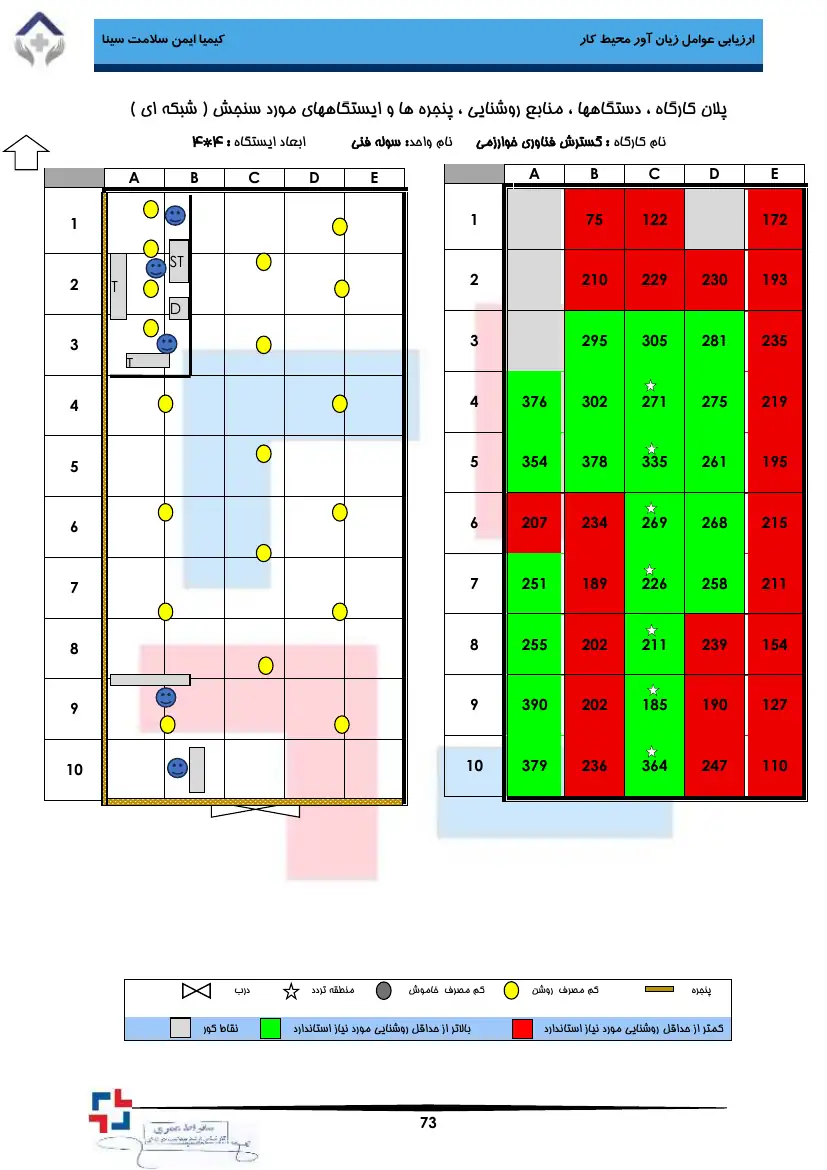 ارزیابی عوامل زیان آور محیط کار
کیمیا ایمن سلامت سینا
پلان کارگاه ، دستگاهها ، منابع روشنایی ، پنجره ها و ایستگاههای مورد سنجش ( شبکه ای )
نام کارگاه : گسترش فناوری خوارزمی نام واحد: سوله فنی ابعاد ایستگاه : ۴*۴
A B C D E
1
2
3
4
5
6
7
8
9
10
ST
T
D
T
A B C D E
1 75 122 172
2 210 229 230 193
3 295 305 281 235
4 376 302 271 275 219
5 354 378 335 261 195
6 207 234 269 268 215
7 251 189 226 258 211
8 255 202 211 239 154
9 390 202 185 190 127
10 379 236 364 247 110
پنجره کم مصرف روشن کم مصرف خاموش منطقه تردد درب
کمتر از حداقل روشنایی مورد نیاز استاندارد بالاتر از حداقل روشنایی مورد نیاز استاندارد نقاط کور
73